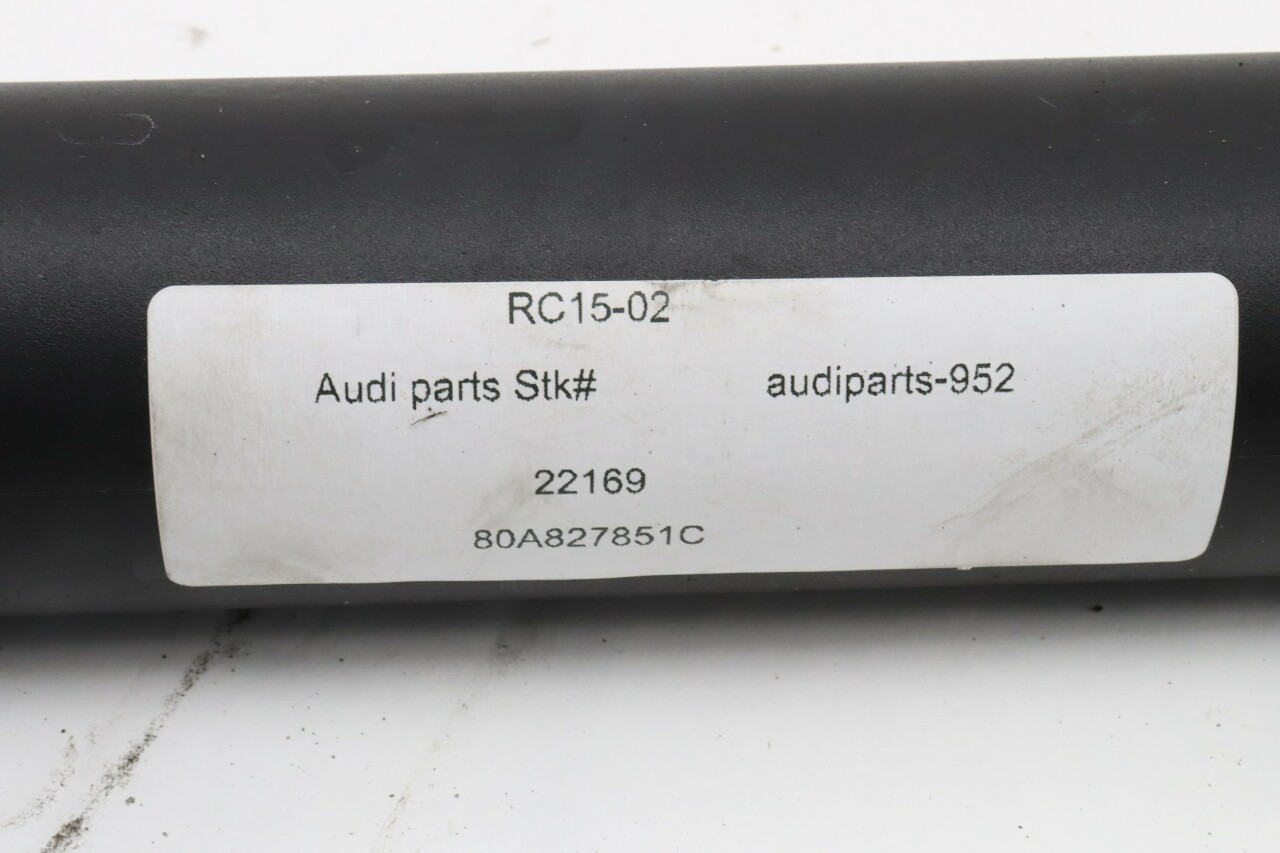 RC15-02
Audi parts Stk# audiparts-952
22169
80A827851C